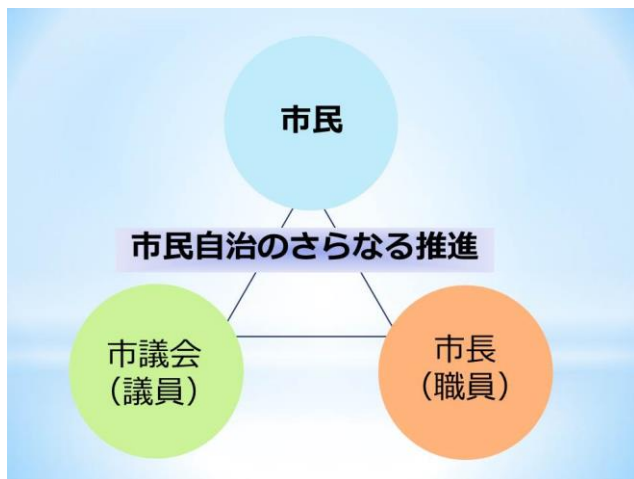 市民
市民自治のさらなる推進
市議会
（議員）
市長
（職員）